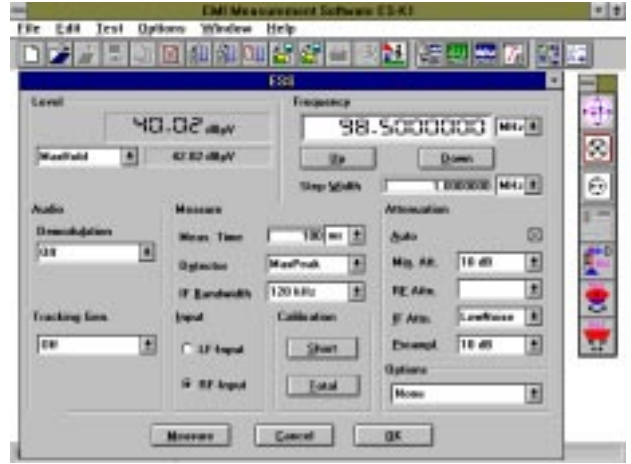 EMI Measurement Software ES-K1
File Edit Test Options Window Help
ESS
Level
40.02 dBµV
MaxHold
42.02 dBµV
Frequency
98.5000000 MHz
Up Down
Step Width 1.0000000 MHz
Audio
Demodulation
Off
Tracking Gen.
Off
Measure
Meas. Time 100 ms
Detector MaxPeak
IF Bandwidth 120 kHz
Input
LF-Input
RF-Input
Calibration
Short
Total
Attenuation
Auto
Min. Att. 10 dB
RF Attn.
IF Attn. LowNoise
Preampl. 10 dB
Options
None
Measure Cancel OK